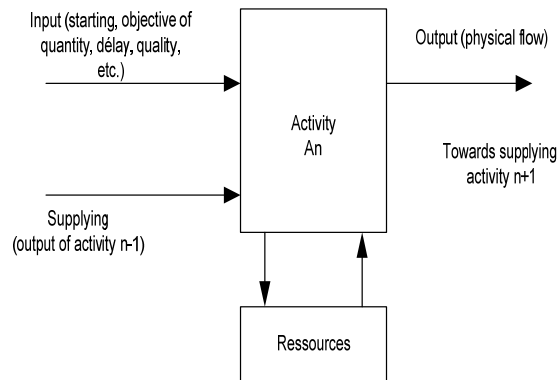 Input (starting, objective of
quantity, délay, quality,
etc.)
Output (physical flow)
Activity
An
Towards supplying
activity n+1
Supplying
(output of activity n-1)
Ressources